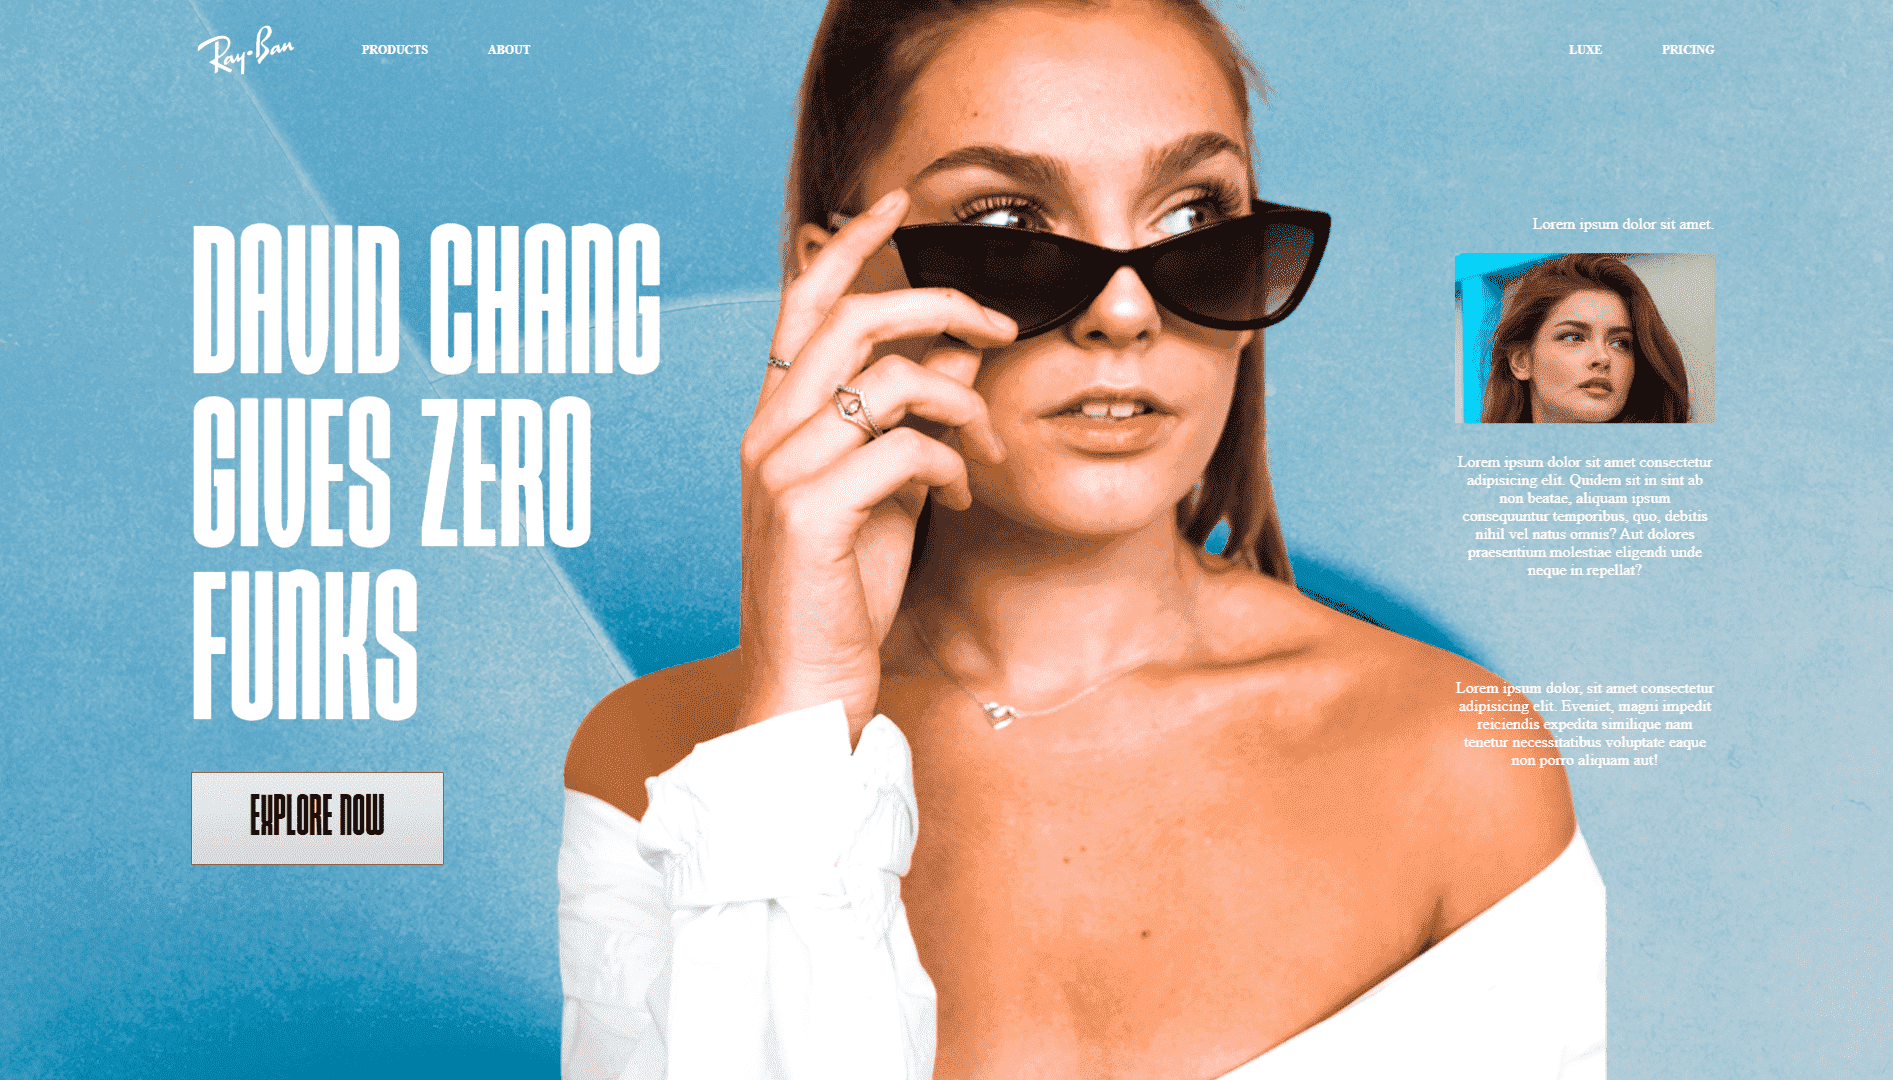 Ray-Ban
PRODUCTS
ABOUT
LUXE
PRICING
DAVID CHANG
GIVES ZERO
FUNKS
EXPLORE NOW
Lorem ipsum dolor sit amet.
Lorem ipsum dolor sit amet consectetur
adipisicing elit. Quidem sit in sint ab
non beatae, aliquam ipsum
consequuntur temporibus, quo, debitis
nihil vel natus omnis? Aut dolores
praesentium molestiae eligendi unde
neque in repellat?
Lorem ipsum dolor, sit amet consectetur
adipisicing elit. Eveniet, magni impedit
reiciendis expedita similique nam
tenetur necessitatibus voluptate eaque
non porro aliquam aut!